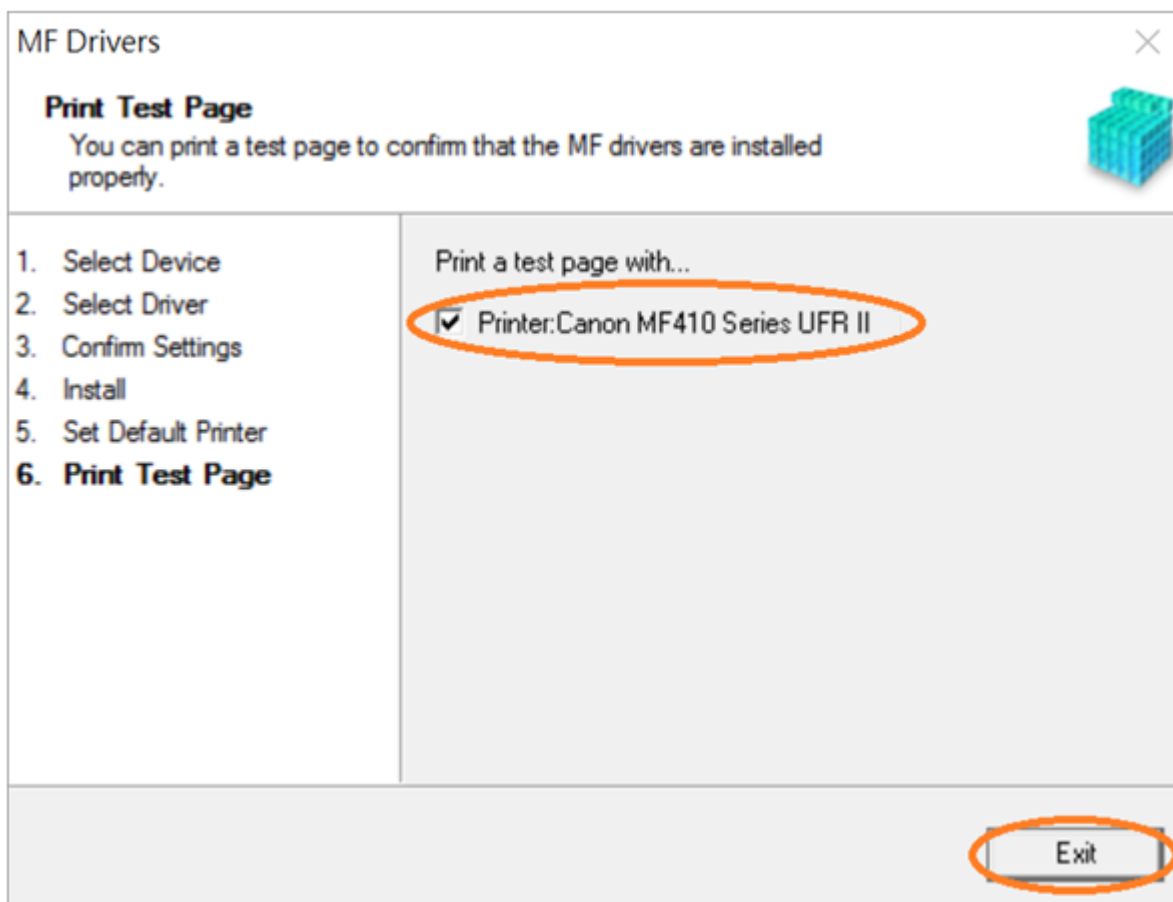 MF Drivers
Print Test Page
You can print a test page to confirm that the MF drivers are installed
properly.
1. Select Device
2. Select Driver
3. Confirm Settings
4. Install
5. Set Default Printer
6. Print Test Page
Print a test page with...
Printer:Canon MF410 Series UFR II
Exit